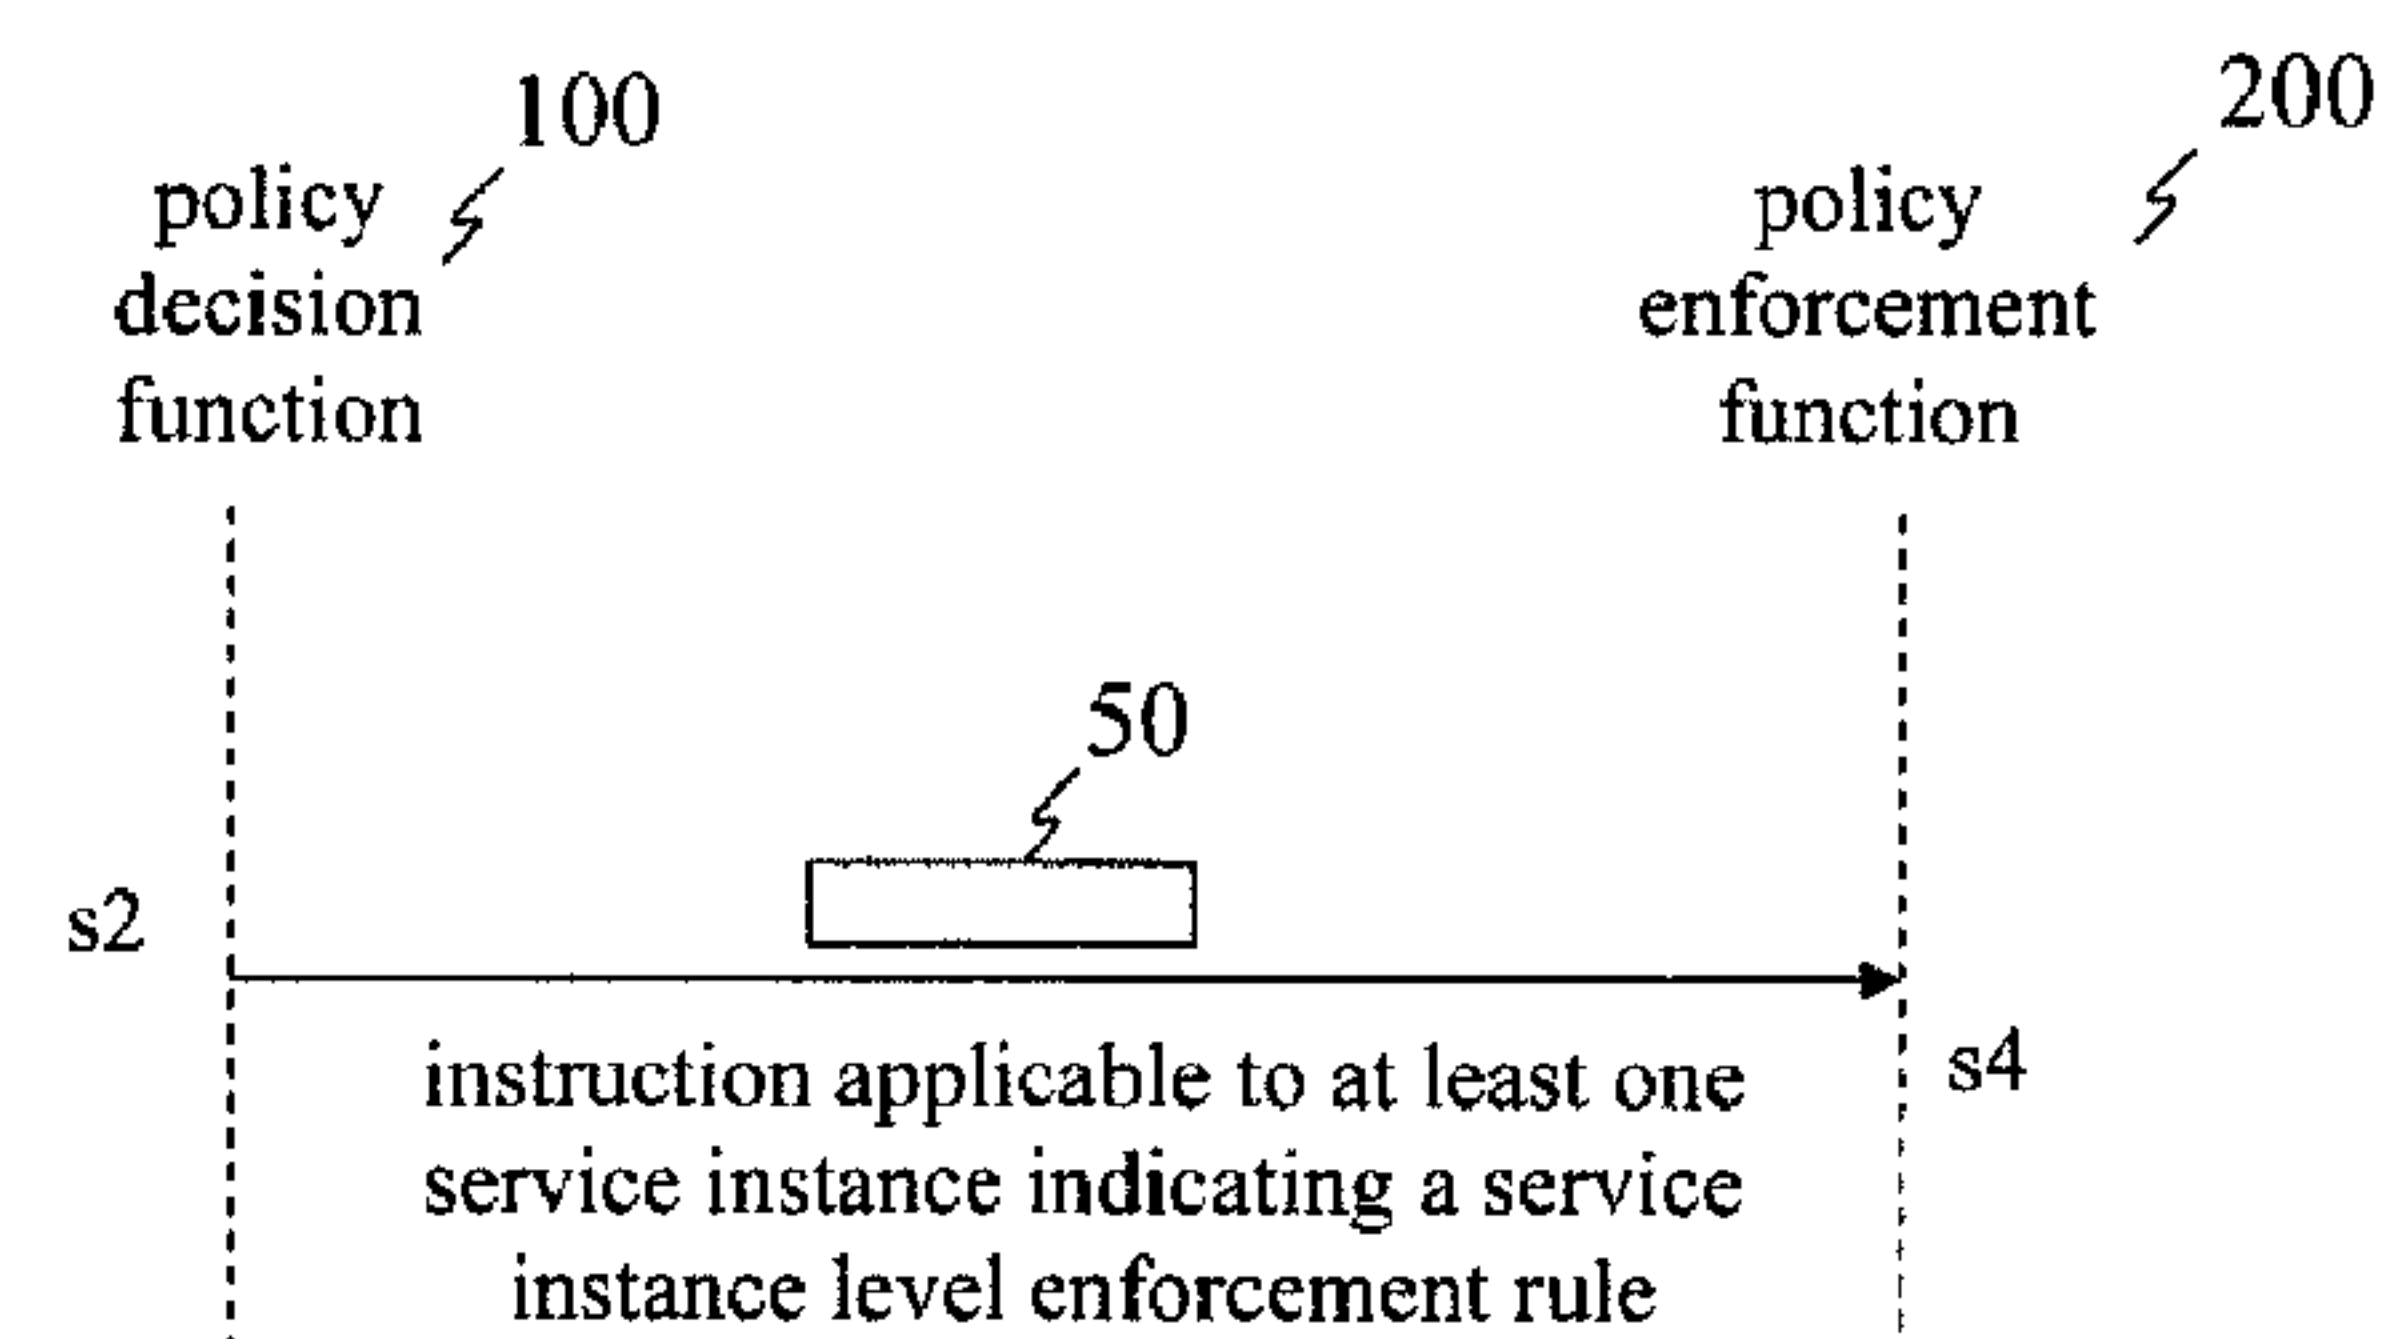 100
policy
decision
function
200
policy
enforcement
function
50
s2
s4
instruction applicable to at least one
service instance indicating a service
instance level enforcement rule